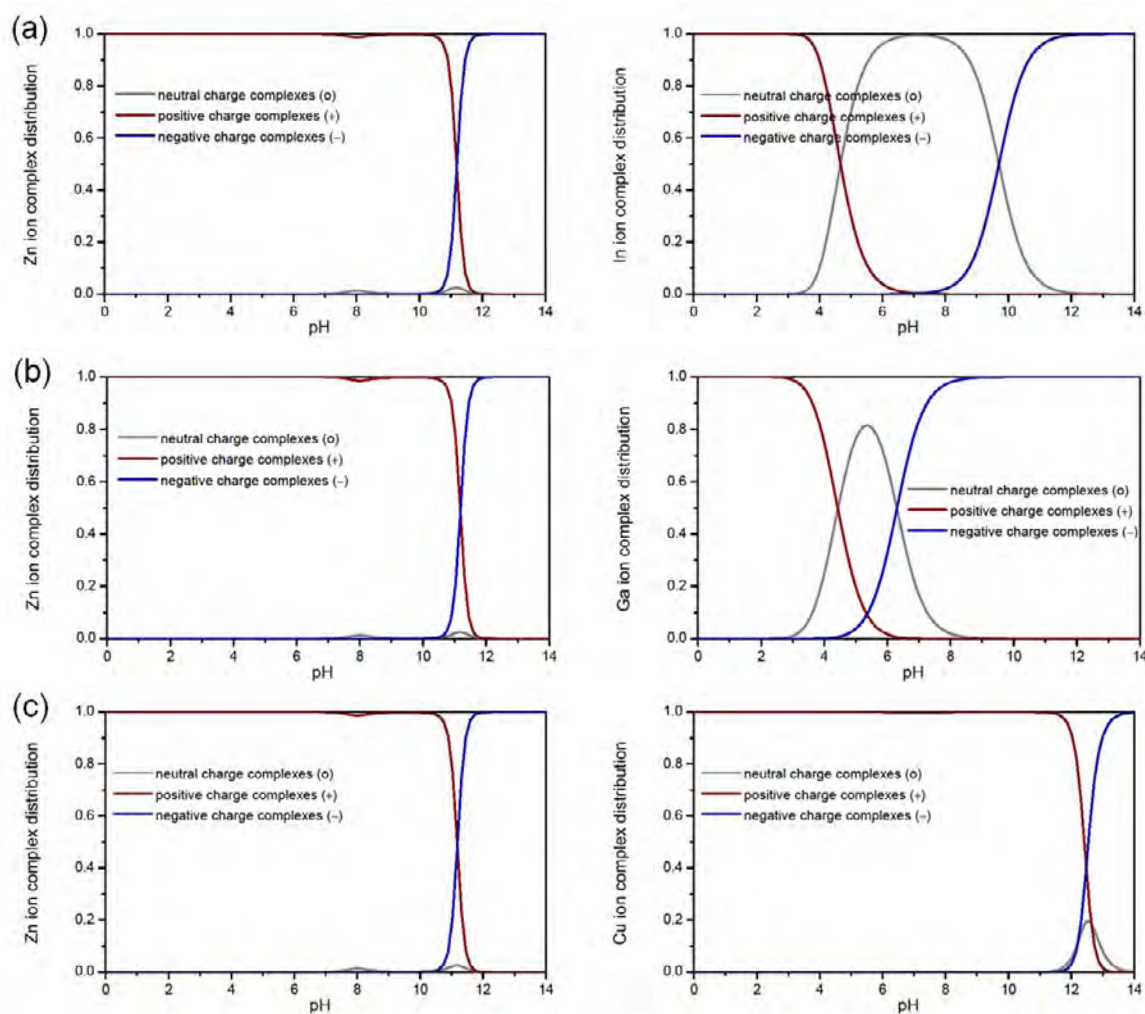 (a)
Zn ion complex distribution
1.0
0.8
0.6
0.4
0.2
0.0
neutral charge complexes (o)
positive charge complexes (+)
negative charge complexes (−)
0 2 4 6 8 10 12 14
pH
In ion complex distribution
1.0
0.8
0.6
0.4
0.2
0.0
neutral charge complexes (o)
positive charge complexes (+)
negative charge complexes (−)
0 2 4 6 8 10 12 14
pH
(b)
Zn ion complex distribution
1.0
0.8
0.6
0.4
0.2
0.0
neutral charge complexes (o)
positive charge complexes (+)
negative charge complexes (−)
0 2 4 6 8 10 12 14
pH
Ga ion complex distribution
1.0
0.8
0.6
0.4
0.2
0.0
neutral charge complexes (o)
positive charge complexes (+)
negative charge complexes (−)
0 2 4 6 8 10 12 14
pH
(c)
Zn ion complex distribution
1.0
0.8
0.6
0.4
0.2
0.0
neutral charge complexes (o)
positive charge complexes (+)
negative charge complexes (−)
0 2 4 6 8 10 12 14
pH
Cu ion complex distribution
1.0
0.8
0.6
0.4
0.2
0.0
neutral charge complexes (o)
positive charge complexes (+)
negative charge complexes (−)
0 2 4 6 8 10 12 14
pH